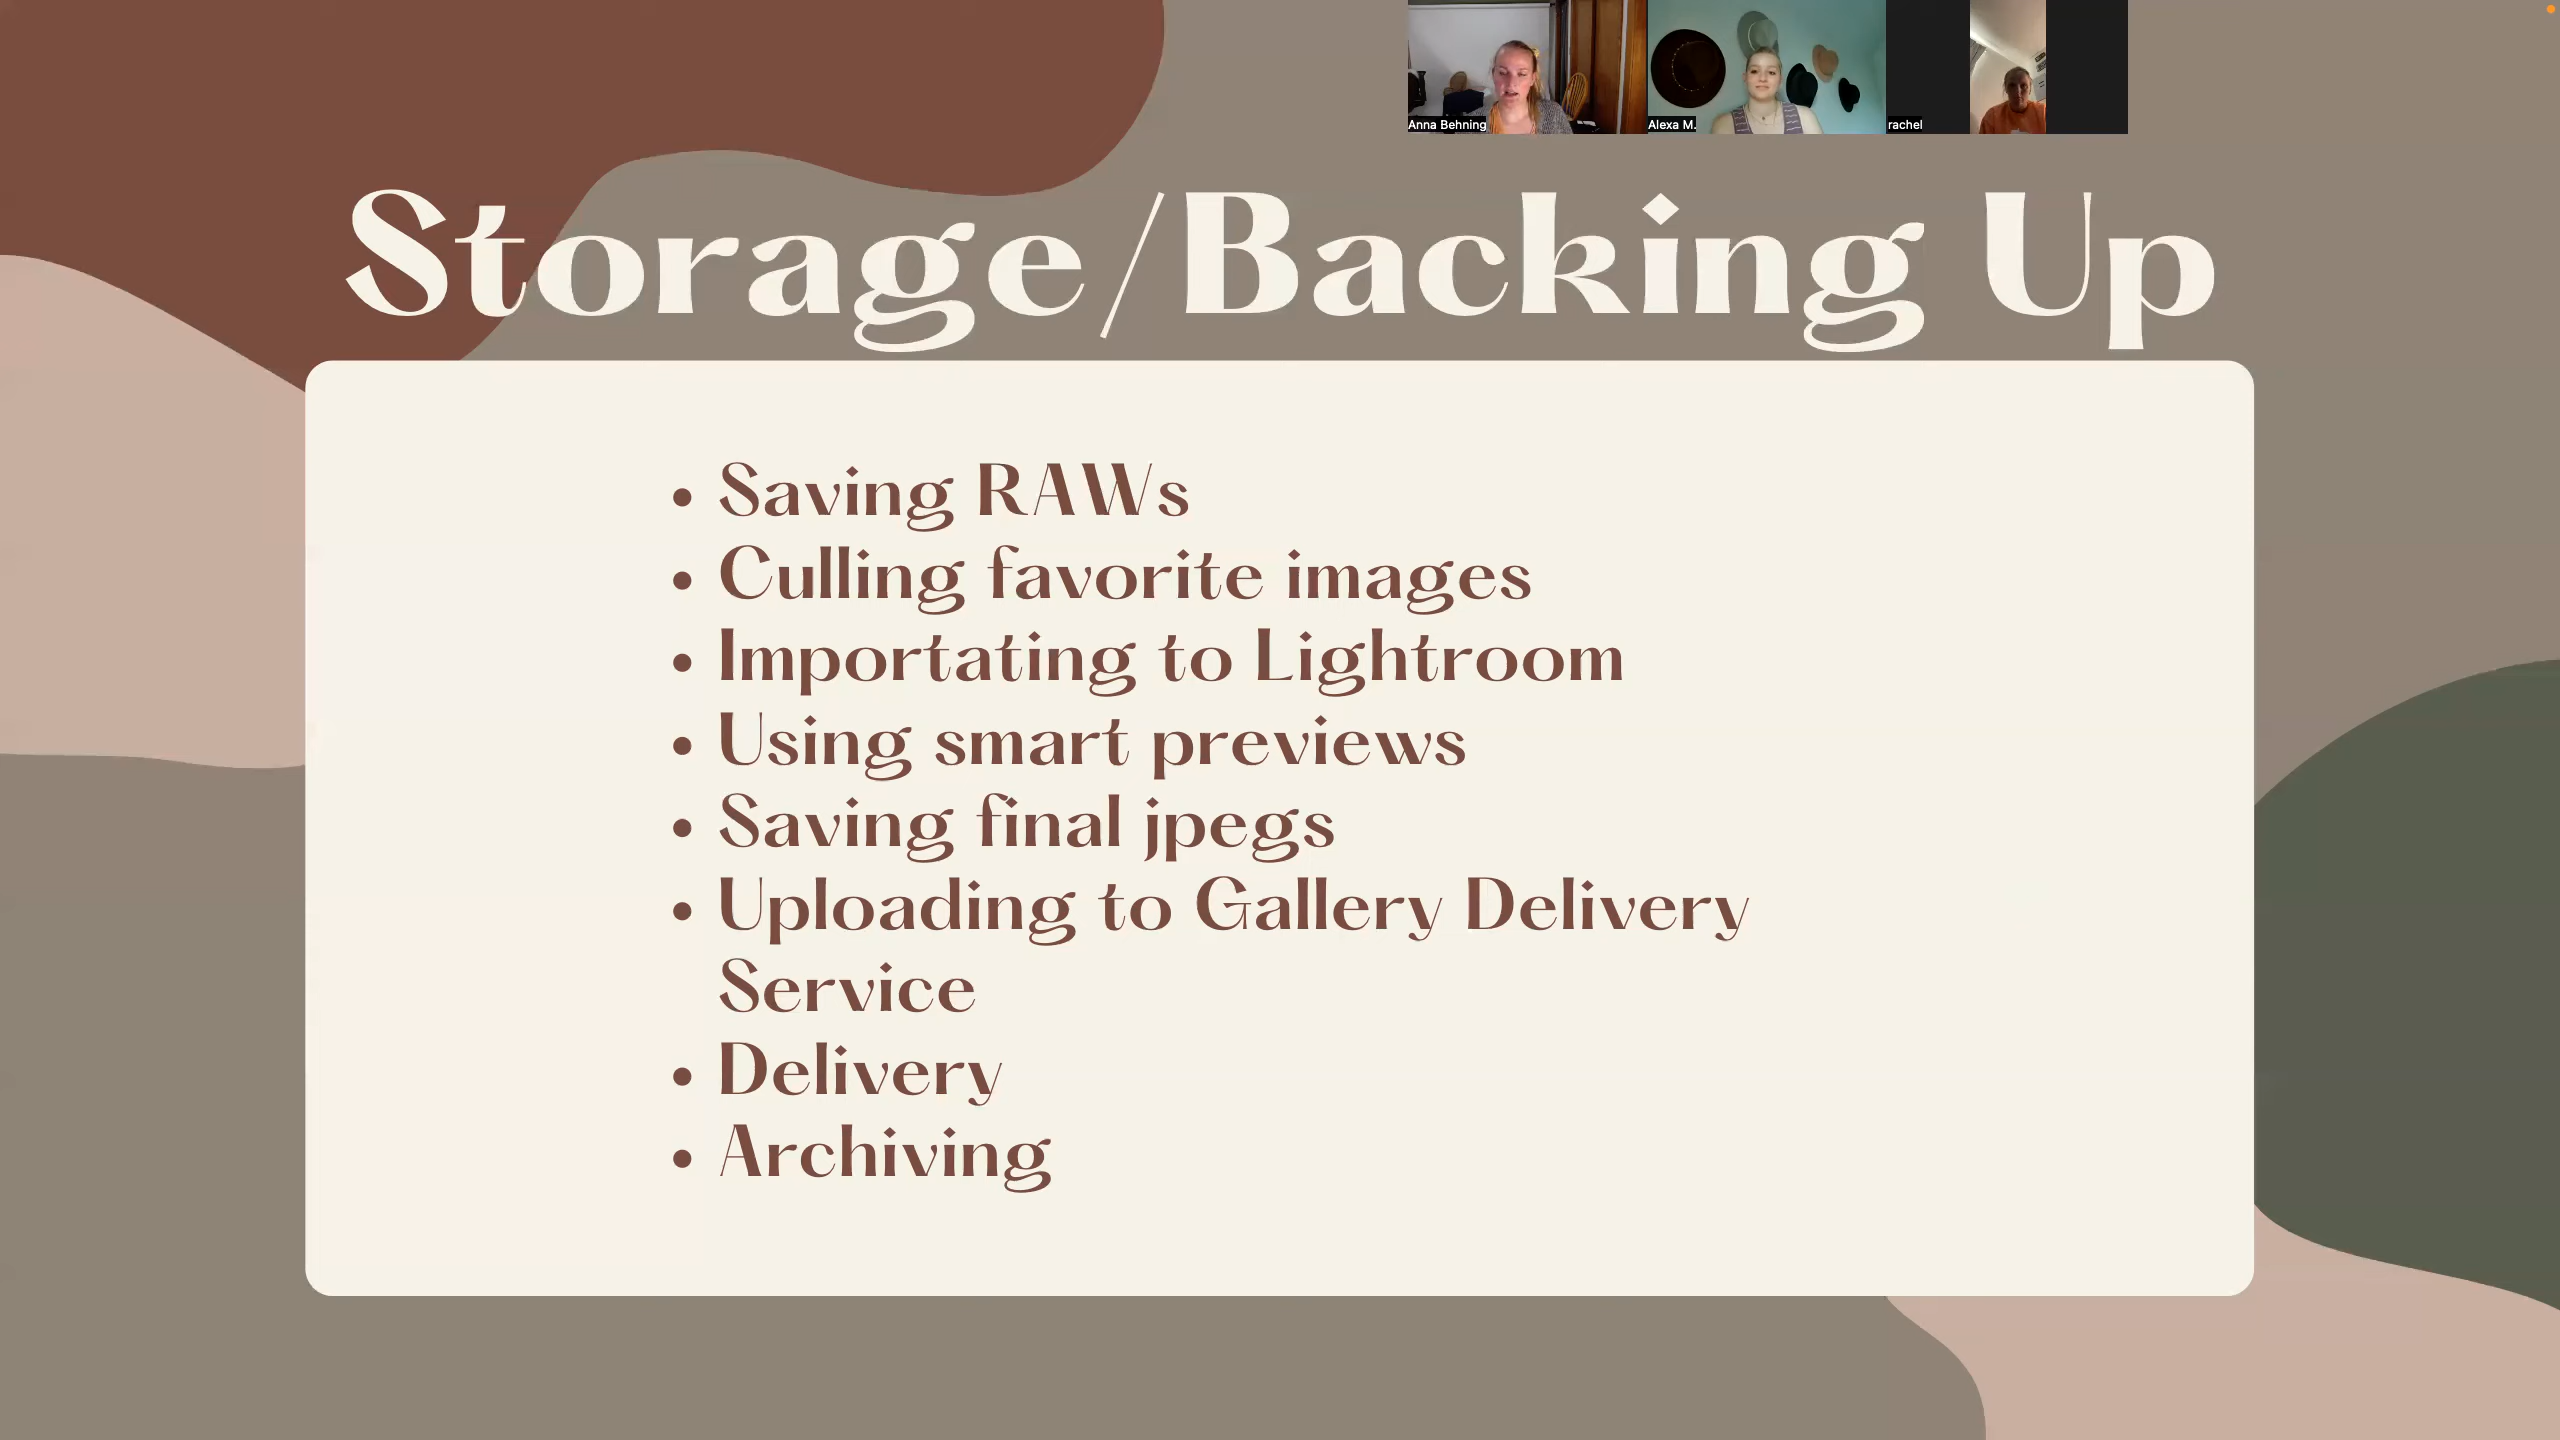 Anna Behning
Alexa M.
rachel
Storage/Backing Up
• Saving RAWs
• Culling favorite images
• Importating to Lightroom
• Using smart previews
• Saving final jpegs
• Uploading to Gallery Delivery
Service
• Delivery
• Archiving